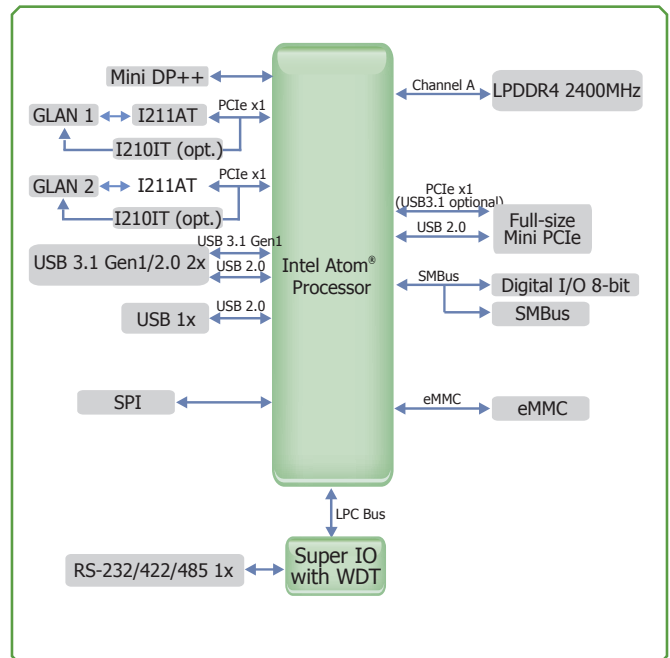 Mini DP++
GLAN 1
I211AT
PCIe x1
I210IT (opt.)
GLAN 2
I211AT
PCIe x1
I210IT (opt.)
USB 3.1 Gen1/2.0 2x
USB 3.1 Gen1
USB 2.0
USB 1x
USB 2.0
SPI
Intel Atom®
Processor
Channel A
LPDDR4 2400MHz
PCIe x1
(USB3.1 optional)
USB 2.0
Full-size
Mini PCIe
SMBus
Digital I/O 8-bit
SMBus
eMMC
eMMC
LPC Bus
Super IO
with WDT
RS-232/422/485 1x